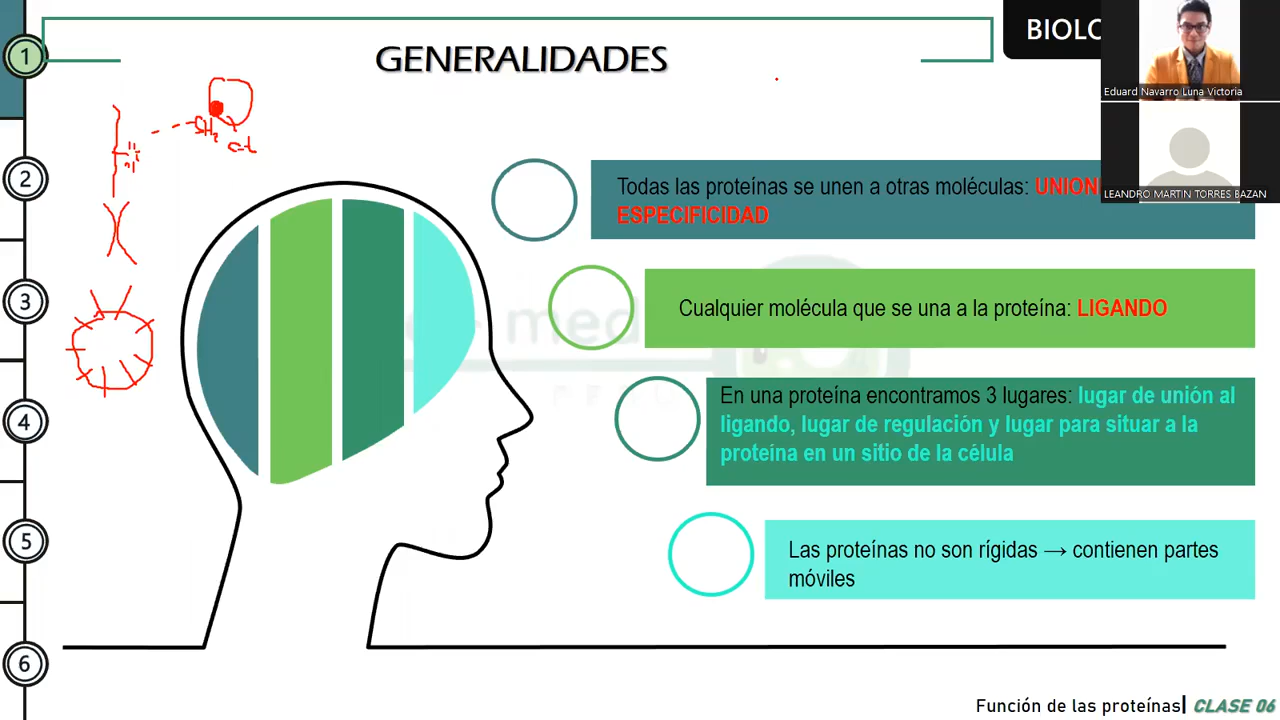 1
GENERALIDADES
BIOLO
Eduard Navarro Luna Victoria
LEANDRO MARTIN TORRES BAZAN
SH₂
2
Todas las proteínas se unen a otras moléculas: UNION
ESPECIFICIDAD
3
Cualquier molécula que se una a la proteína: LIGANDO
med
4
En una proteína encontramos 3 lugares: lugar de unión al
ligando, lugar de regulación y lugar para situar a la
proteína en un sitio de la célula
5
Las proteínas no son rígidas → contienen partes
móviles
6
Función de las proteínas| CLASE 06